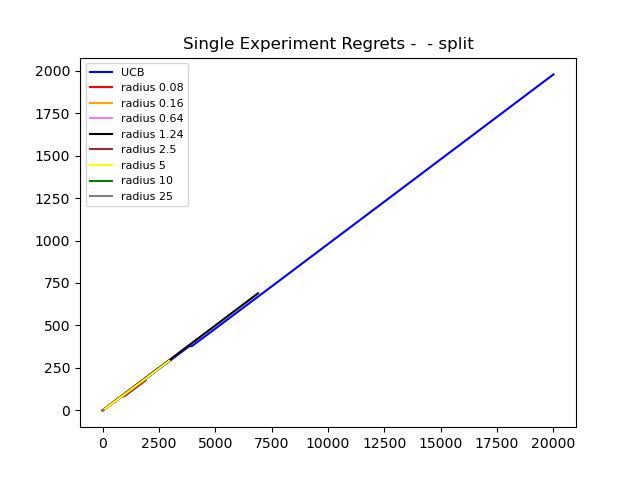 Single Experiment Regrets -  - split
2000
1750
1500
1250
1000
750
500
250
0
UCB
radius 0.08
radius 0.16
radius 0.64
radius 1.24
radius 2.5
radius 5
radius 10
radius 25
0 2500 5000 7500 10000 12500 15000 17500 20000